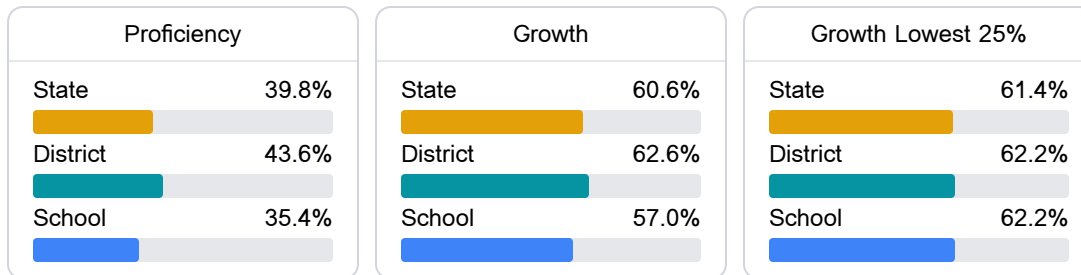 Proficiency
State 39.8%
District 43.6%
School 35.4%
Growth
State 60.6%
District 62.6%
School 57.0%
Growth Lowest 25%
State 61.4%
District 62.2%
School 62.2%